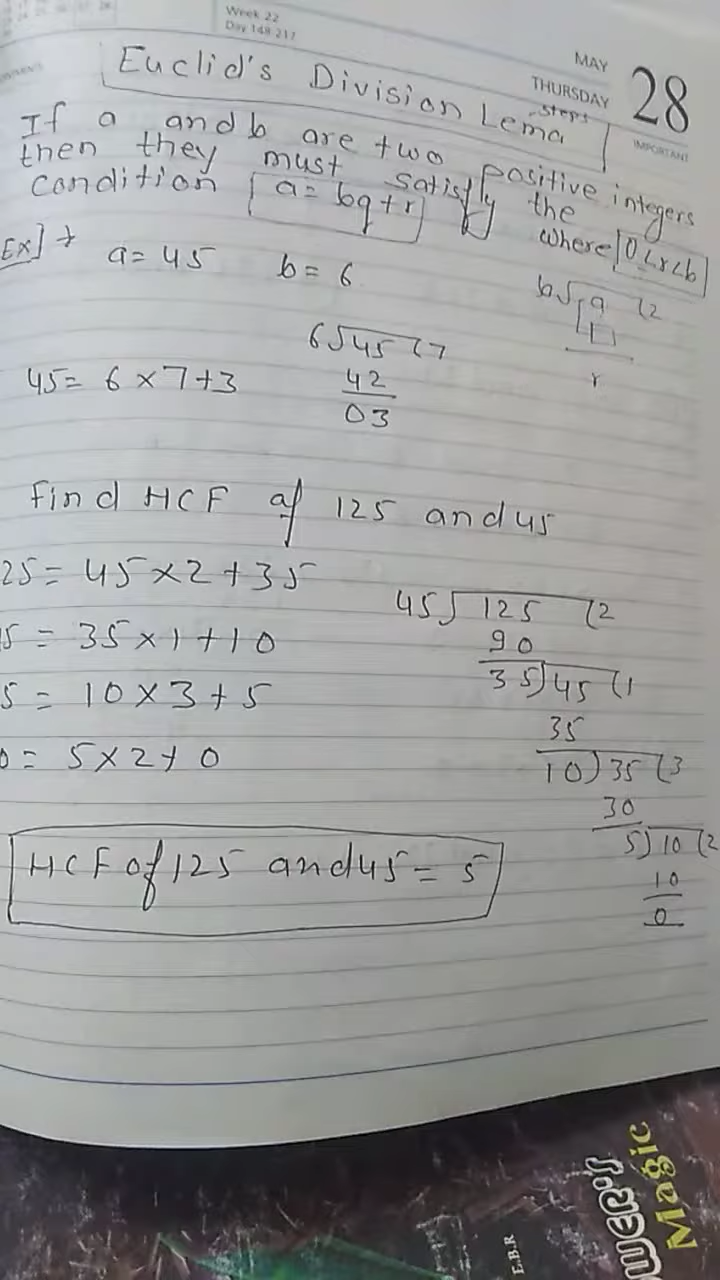 Week 22
Day 148 217
MAY
THURSDAY
28
IMPORTANT
Euclid's Division Lema
steps
If a and b are two positive integers
then they must satisfy the
condition a = bq + r where 0 < r < b
Ex] → a = 45 b = 6
b a 2
r
6 45 7
42
03
45 = 6 × 7 + 3
Find HCF of 125 and 45
25 = 45 × 2 + 35
5 = 35 × 1 + 10
5 = 10 × 3 + 5
0 = 5 × 2 + 0
45 125 2
90
35 45 1
35
10 35 3
30
5 10 2
10
0
HCF of 125 and 45 = 5
Magic
E.B.R